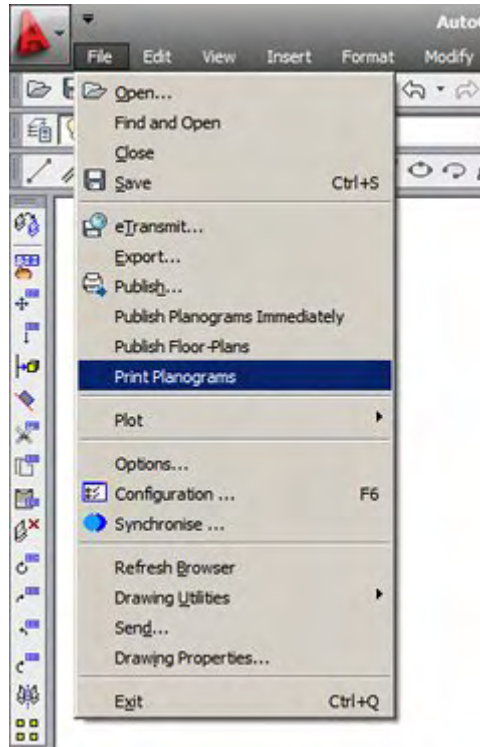 Auto
File Edit View Insert Format Modify
Open...
Find and Open
Close
Save Ctrl+S
eTransmit...
Export...
Publish...
Publish Planograms Immediately
Publish Floor-Plans
Print Planograms
Plot
Options...
Configuration ... F6
Synchronise ...
Refresh Browser
Drawing Utilities
Send...
Drawing Properties...
Exit Ctrl+Q